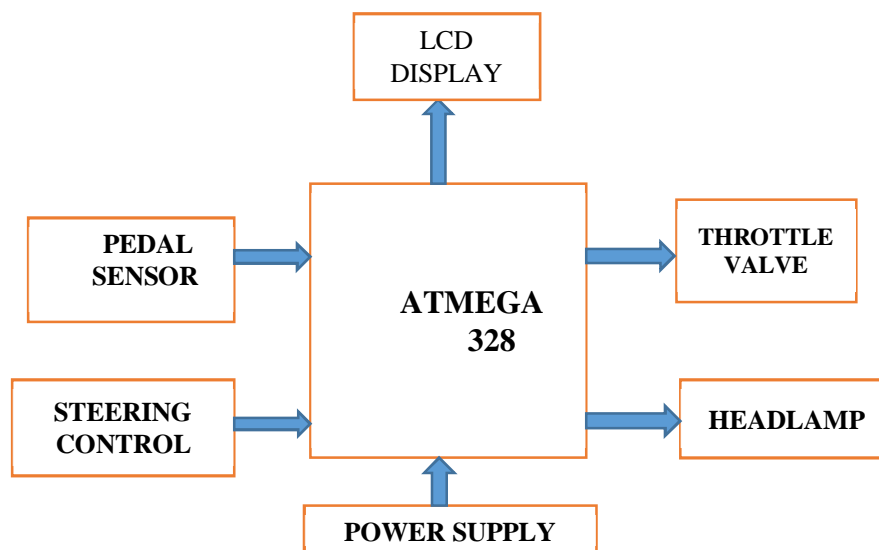 LCD
DISPLAY
PEDAL
SENSOR
THROTTLE
VALVE
ATMEGA
328
STEERING
CONTROL
HEADLAMP
POWER SUPPLY